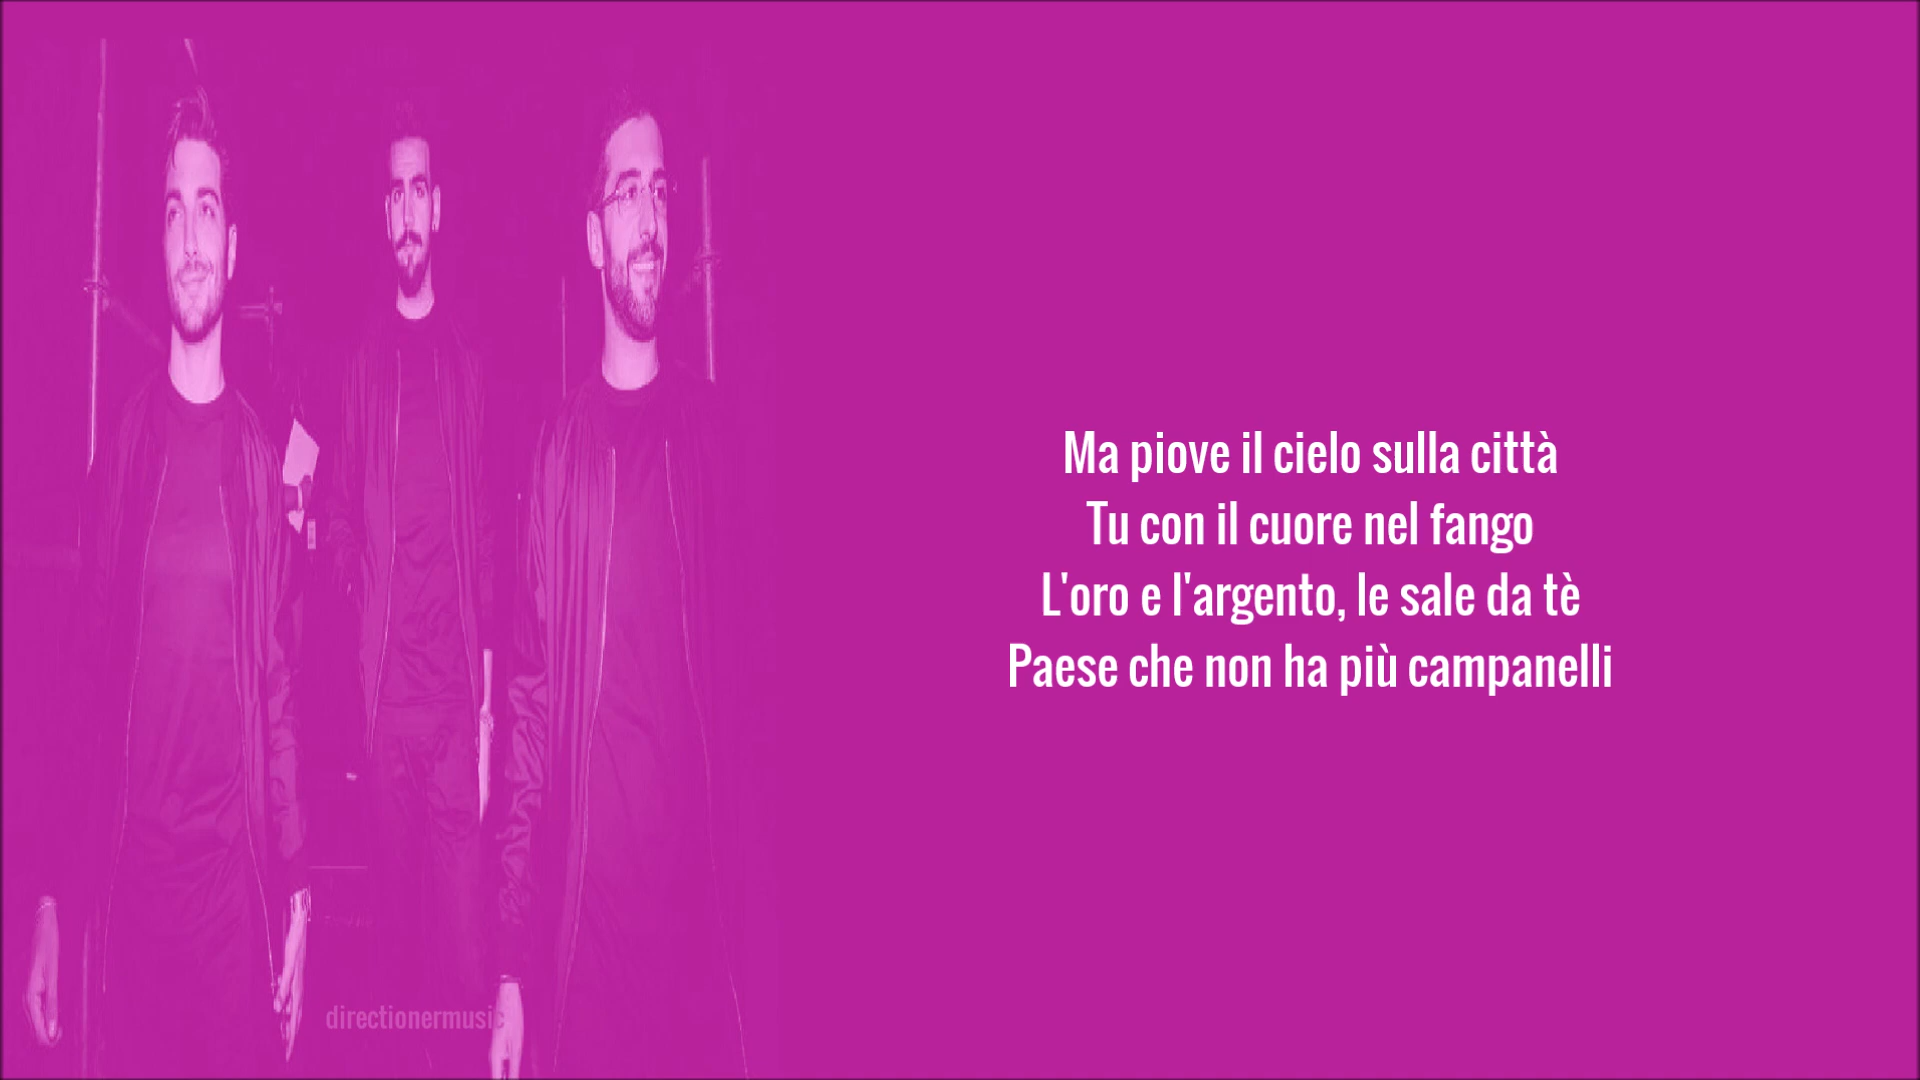 Ma piove il cielo sulla città
Tu con il cuore nel fango
L'oro e l'argento, le sale da tè
Paese che non ha più campanelli
directionermusic